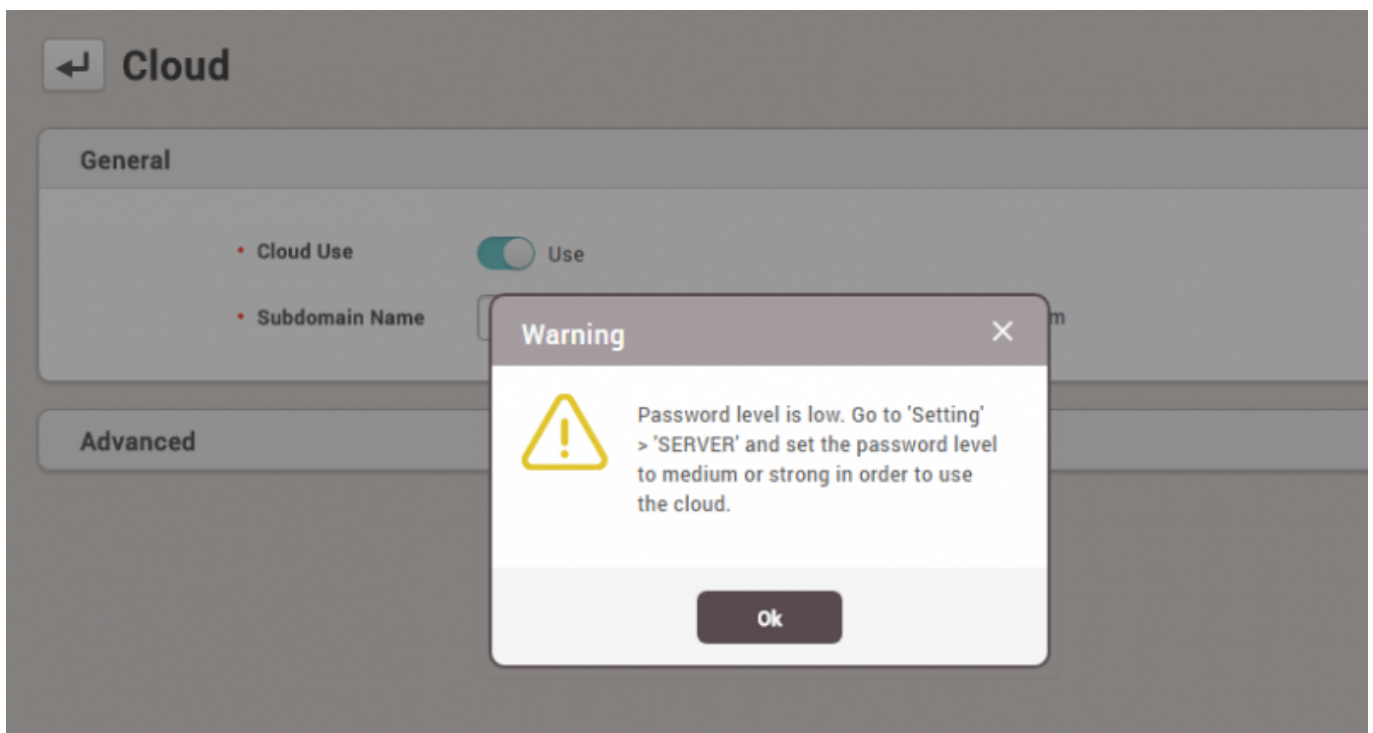 Cloud
General
• Cloud Use
Use
• Subdomain Name
m
Warning
Password level is low. Go to 'Setting'
> 'SERVER' and set the password level
to medium or strong in order to use
the cloud.
Ok
Advanced